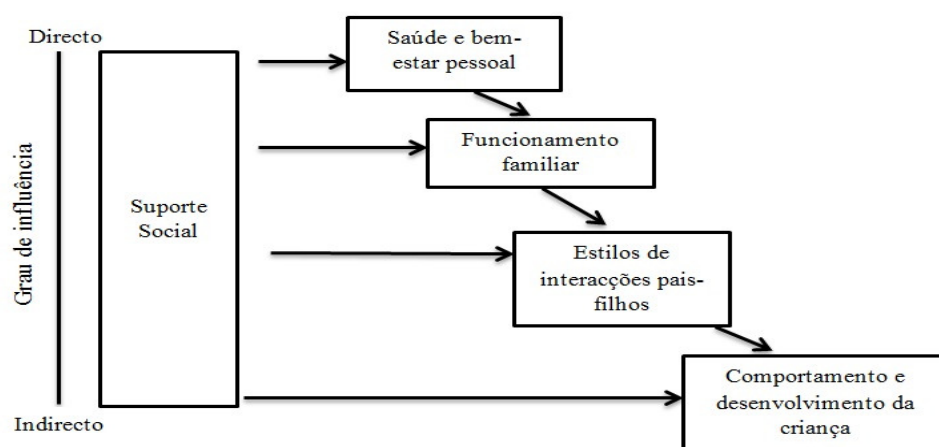 Directo
Saúde e bem-
estar pessoal
Funcionamento
familiar
Grau de influência
Suporte
Social
Estilos de
interacções pais-
filhos
Comportamento e
desenvolvimento da
criança
Indirecto